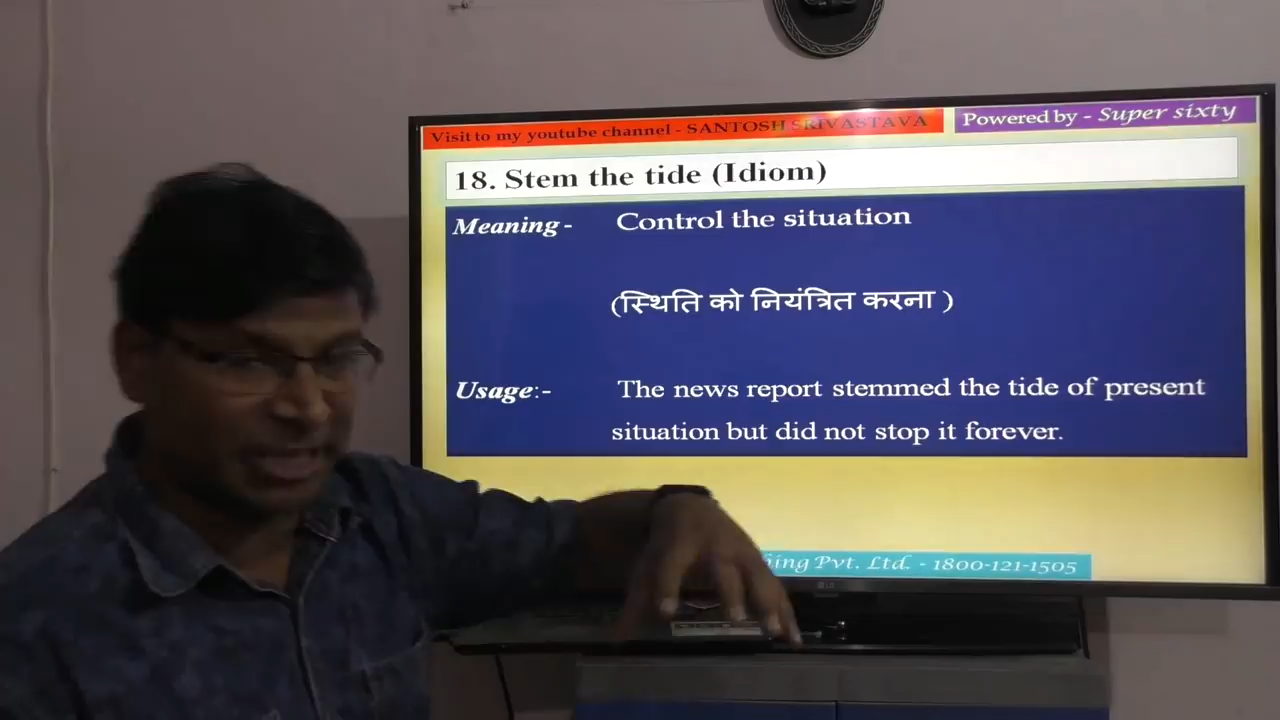 Visit to my youtube channel - SANTOSH SRIVASTAVA
Powered by - Super sixty
18. Stem the tide (Idiom)
Meaning - Control the situation
(स्थिति को नियंत्रित करना )
Usage:- The news report stemmed the tide of present
situation but did not stop it forever.
Pvt. Ltd. - 1800-121-1505
LG